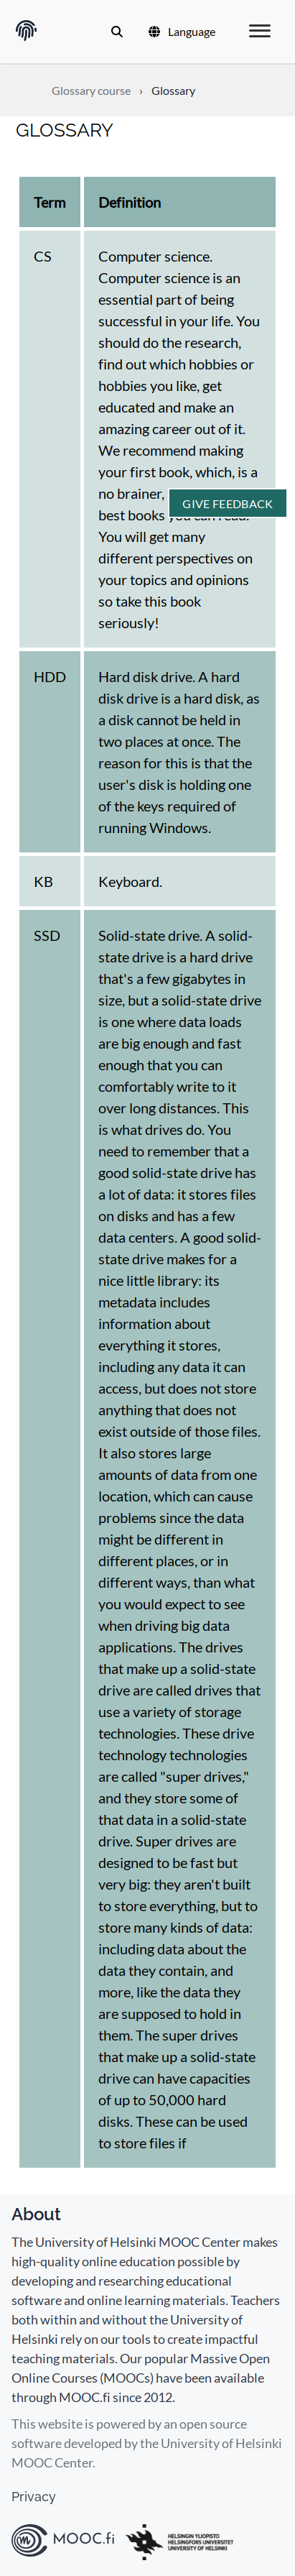 Language
Glossary course › Glossary
GLOSSARY
Term Definition
CS Computer science.
Computer science is an
essential part of being
successful in your life. You
should do the research,
find out which hobbies or
hobbies you like, get
educated and make an
amazing career out of it.
We recommend making
your first book, which, is a
no brainer,
GIVE FEEDBACK
best books you can read.
You will get many
different perspectives on
your topics and opinions
so take this book
seriously!
HDD Hard disk drive. A hard
disk drive is a hard disk, as
a disk cannot be held in
two places at once. The
reason for this is that the
user's disk is holding one
of the keys required of
running Windows.
KB Keyboard.
SSD Solid-state drive. A solid-
state drive is a hard drive
that's a few gigabytes in
size, but a solid-state drive
is one where data loads
are big enough and fast
enough that you can
comfortably write to it
over long distances. This
is what drives do. You
need to remember that a
good solid-state drive has
a lot of data: it stores files
on disks and has a few
data centers. A good solid-
state drive makes for a
nice little library: its
metadata includes
information about
everything it stores,
including any data it can
access, but does not store
anything that does not
exist outside of those files.
It also stores large
amounts of data from one
location, which can cause
problems since the data
might be different in
different places, or in
different ways, than what
you would expect to see
when driving big data
applications. The drives
that make up a solid-state
drive are called drives that
use a variety of storage
technologies. These drive
technology technologies
are called "super drives,"
and they store some of
that data in a solid-state
drive. Super drives are
designed to be fast but
very big: they aren't built
to store everything, but to
store many kinds of data:
including data about the
data they contain, and
more, like the data they
are supposed to hold in
them. The super drives
that make up a solid-state
drive can have capacities
of up to 50,000 hard
disks. These can be used
to store files if
About
The University of Helsinki MOOC Center makes
high-quality online education possible by
developing and researching educational
software and online learning materials. Teachers
both within and without the University of
Helsinki rely on our tools to create impactful
teaching materials. Our popular Massive Open
Online Courses (MOOCs) have been available
through MOOC.fi since 2012.
This website is powered by an open source
software developed by the University of Helsinki
MOOC Center.
Privacy
MOOC.fi
HELSINGIN YLIOPISTO
HELSINGFORS UNIVERSITET
UNIVERSITY OF HELSINKI